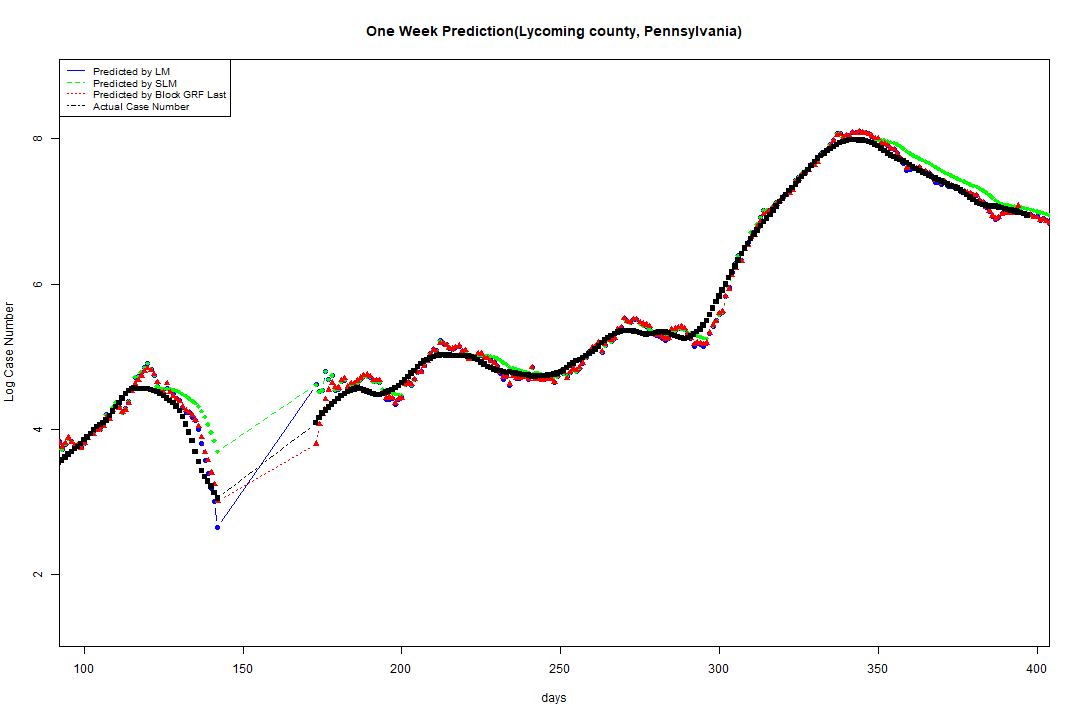 One Week Prediction(Lycoming county, Pennsylvania)
Predicted by LM
Predicted by SLM
Predicted by Block GRF Last
Actual Case Number
8
6
4
2
Log Case Number
100 150 200 250 300 350 400
days